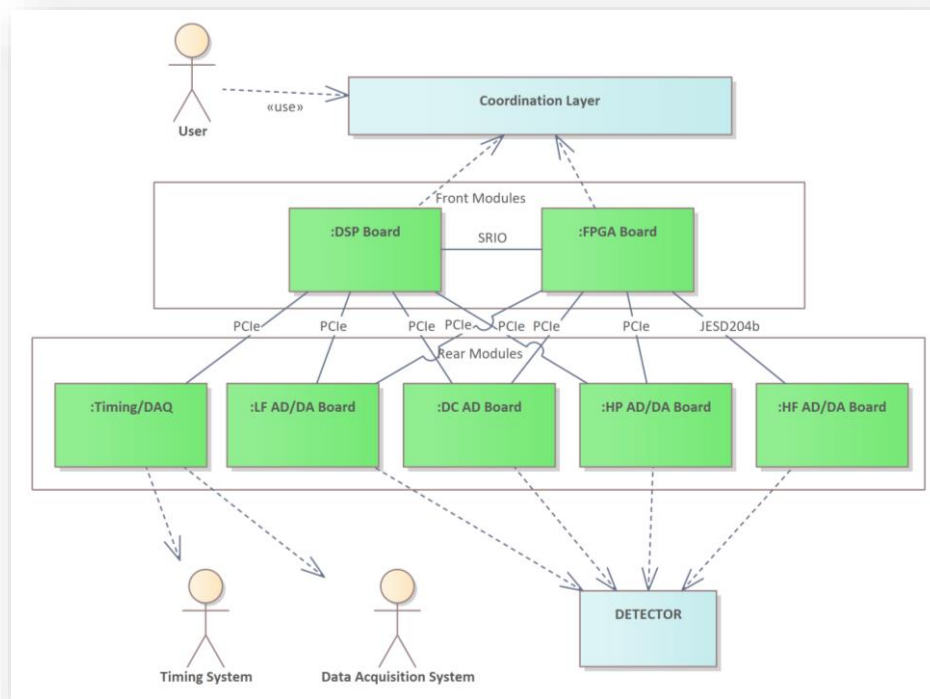 Coordination Layer
«use»
User
Front Modules
:DSP Board
:FPGA Board
SRIO
PCIe
PCIe
PCIe
PCIe
PCIe
PCIe
PCIe
JESD204b
Rear Modules
:Timing/DAQ
:LF AD/DA Board
:DC AD Board
:HP AD/DA Board
:HF AD/DA Board
DETECTOR
Timing System
Data Acquisition System